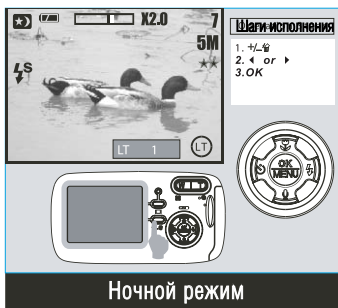 X2.0 7
5M
S
LT 1
LT
Шаги исполнения
1. +/-
2. or
3.OK
OK
MENU
Ночной режим